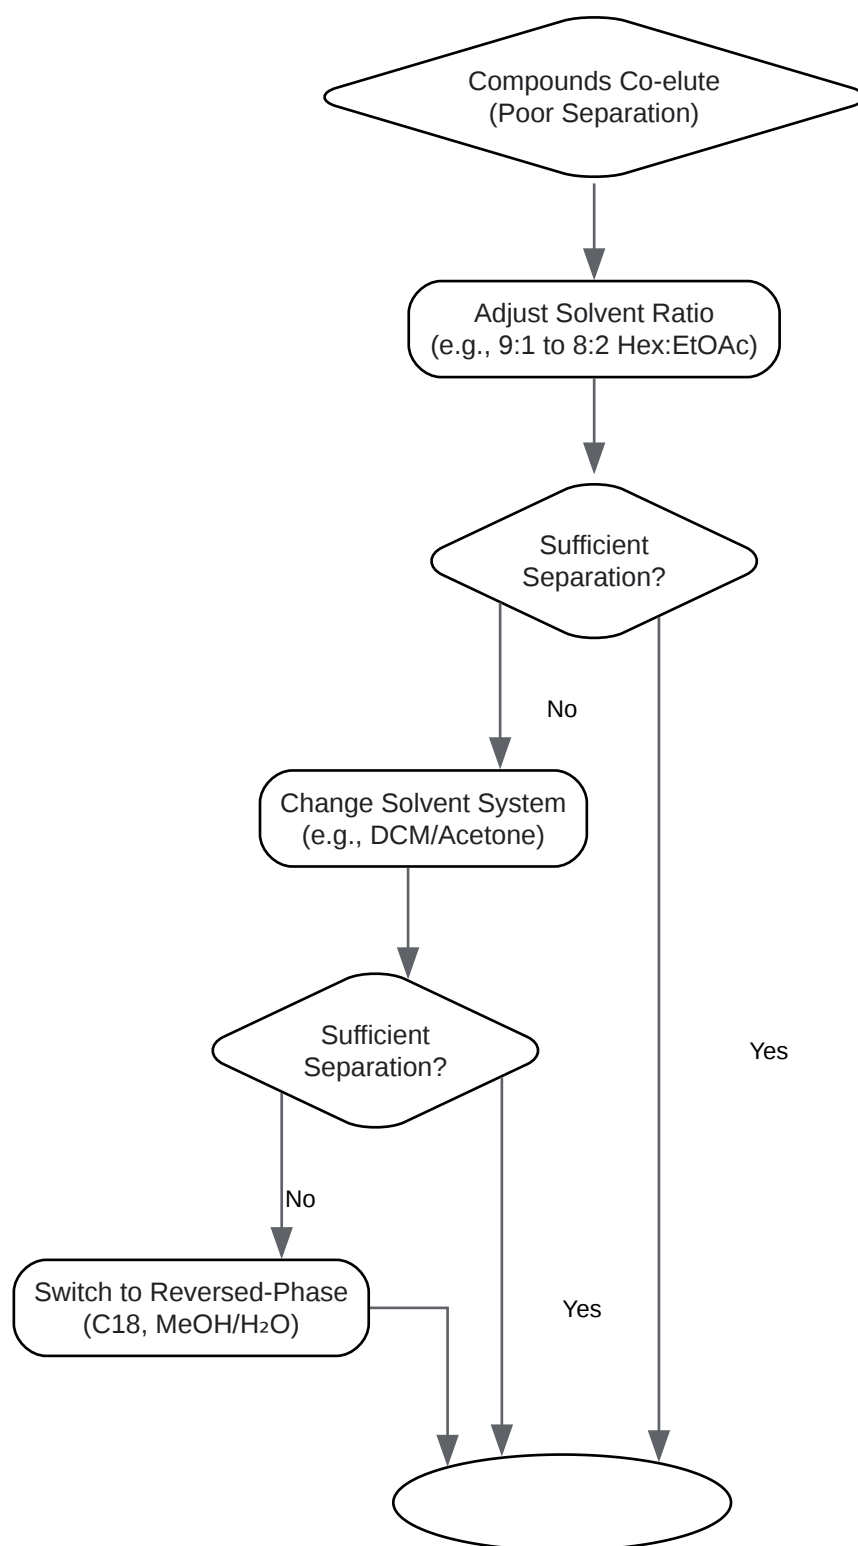 Compounds Co-elute
(Poor Separation)
Adjust Solvent Ratio
(e.g., 9:1 to 8:2 Hex:EtOAc)
Sufficient
Separation?
No
Change Solvent System
(e.g., DCM/Acetone)
Sufficient
Separation?
Yes
No
Switch to Reversed-Phase
(C18, MeOH/H₂O)
Yes